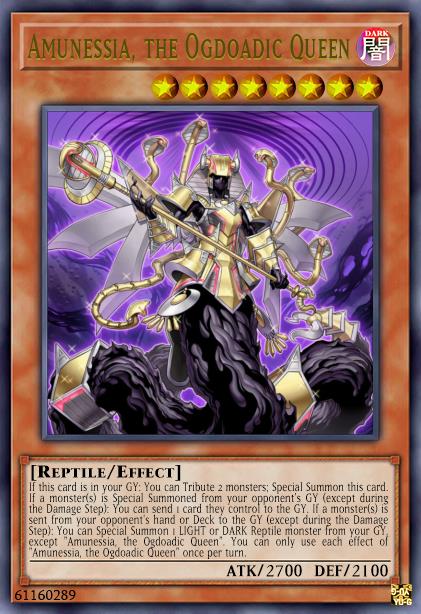 Amunessia, the Ogdoadic Queen
DARK
闇
[Reptile/Effect]
If this card is in your GY: You can Tribute 2 monsters; Special Summon this card.
If a monster(s) is Special Summoned from your opponent's GY (except during
the Damage Step): You can send 1 card they control to the GY. If a monster(s) is
sent from your opponent's hand or Deck to the GY (except during the Damage
Step): You can Special Summon 1 LIGHT or DARK Reptile monster from your GY,
except "Amunessia, the Ogdoadic Queen". You can only use each effect of
"Amunessia, the Ogdoadic Queen" once per turn.
ATK/2700 DEF/2100
61160289